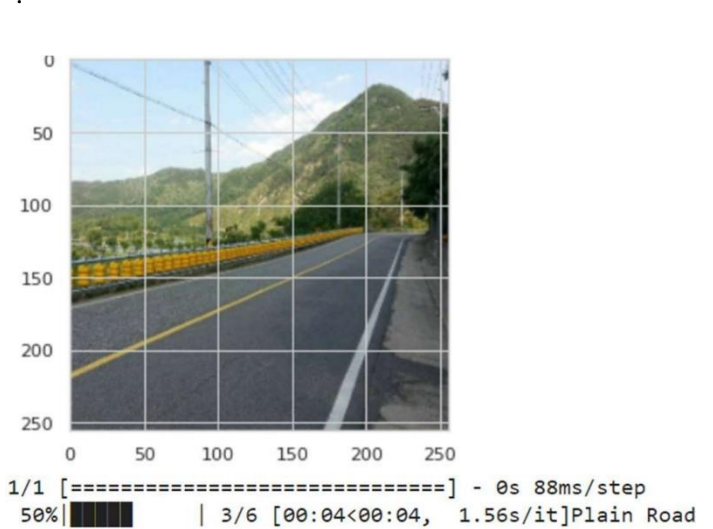 0
50
100
150
200
250
0 50 100 150 200 250
1/1 [==============================] - 0s 88ms/step
50%|█████     | 3/6 [00:04<00:04,  1.56s/it]Plain Road